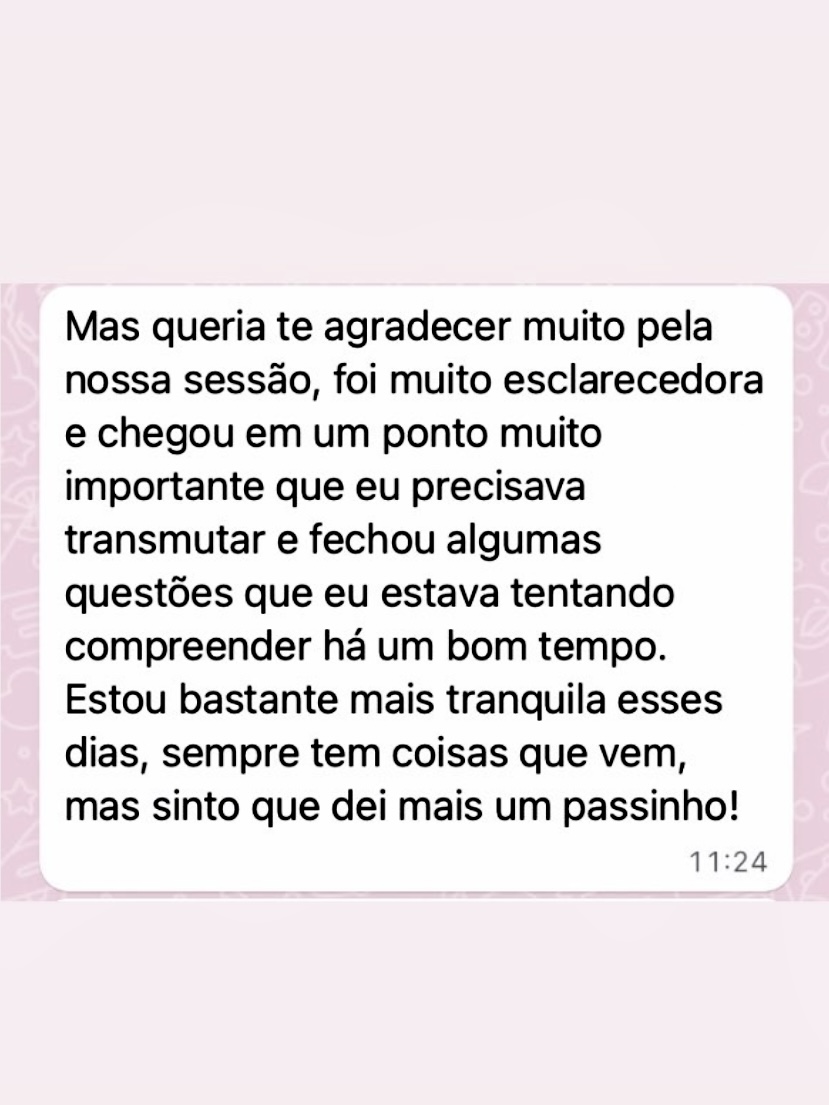 Mas queria te agradecer muito pela
nossa sessão, foi muito esclarecedora
e chegou em um ponto muito
importante que eu precisava
transmutar e fechou algumas
questões que eu estava tentando
compreender há um bom tempo.
Estou bastante mais tranquila esses
dias, sempre tem coisas que vem,
mas sinto que dei mais um passinho!
11:24